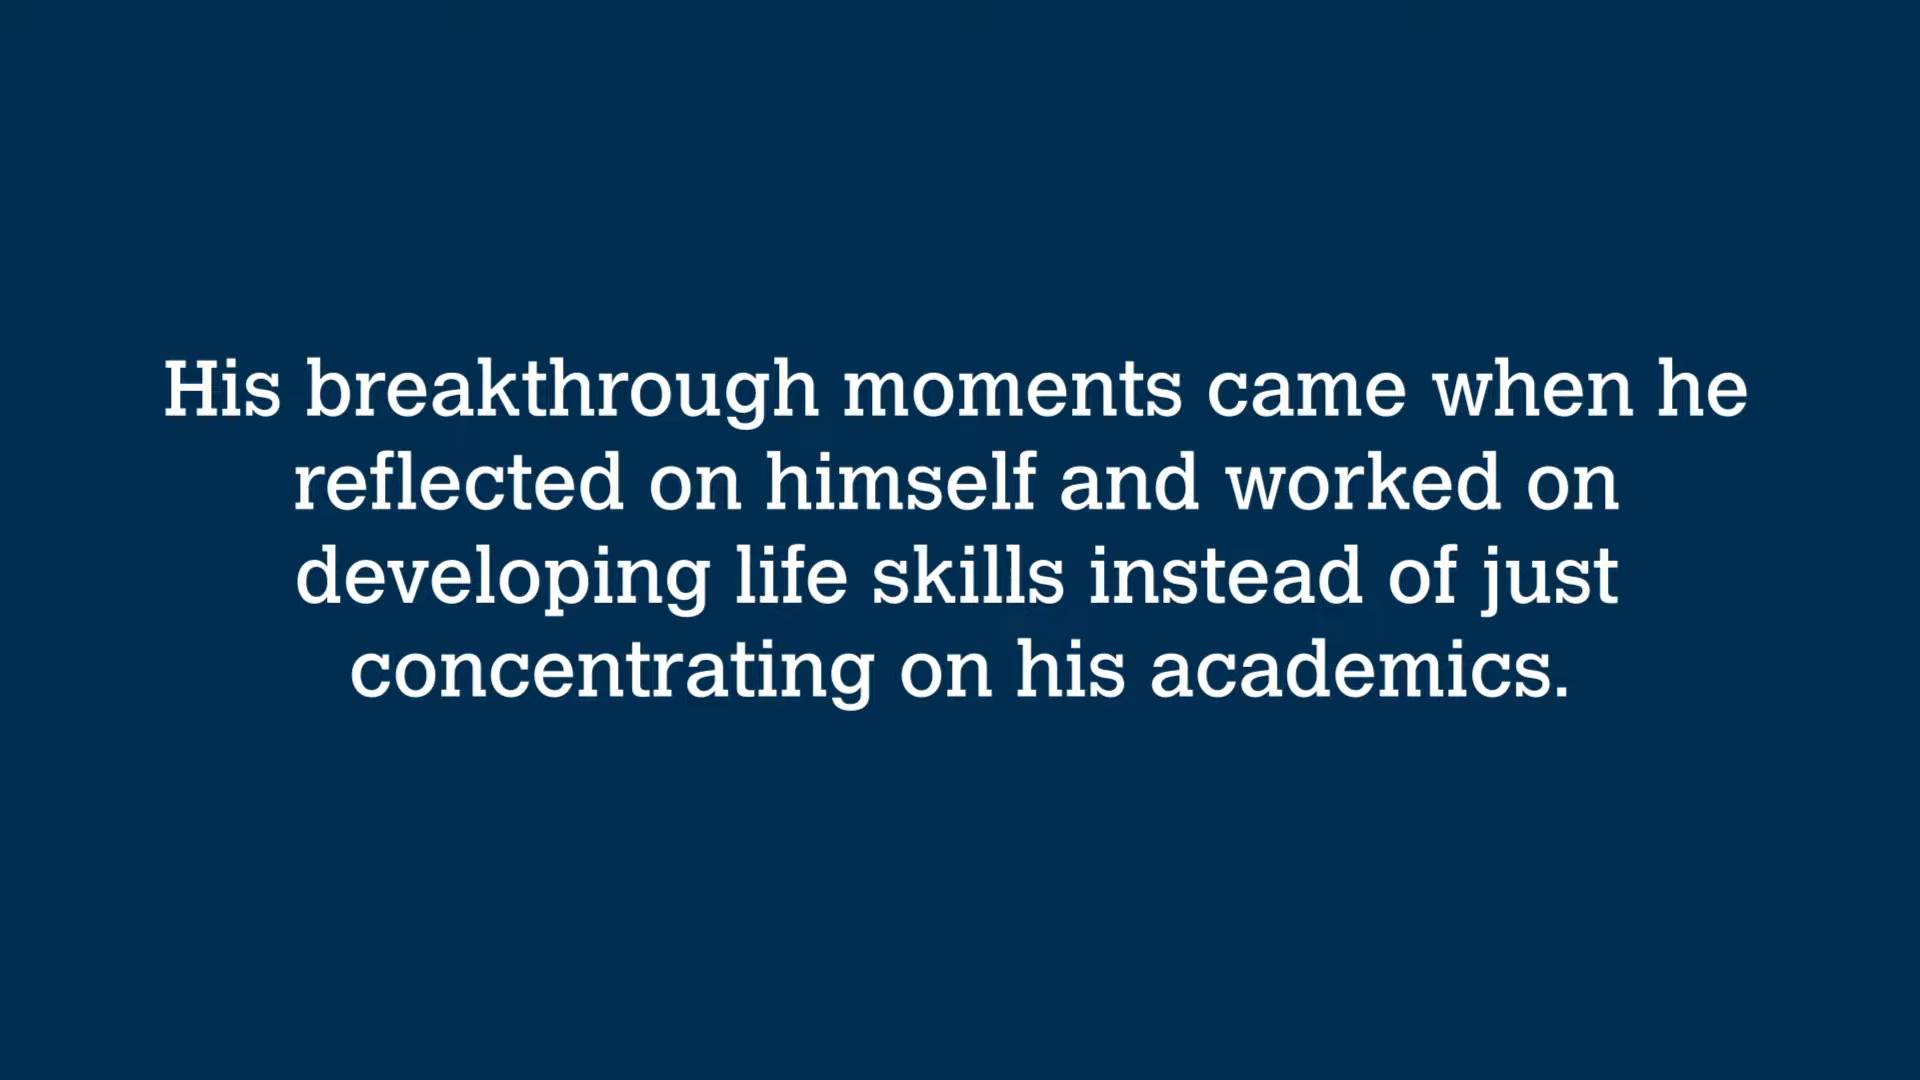 His breakthrough moments came when he
reflected on himself and worked on
developing life skills instead of just
concentrating on his academics.